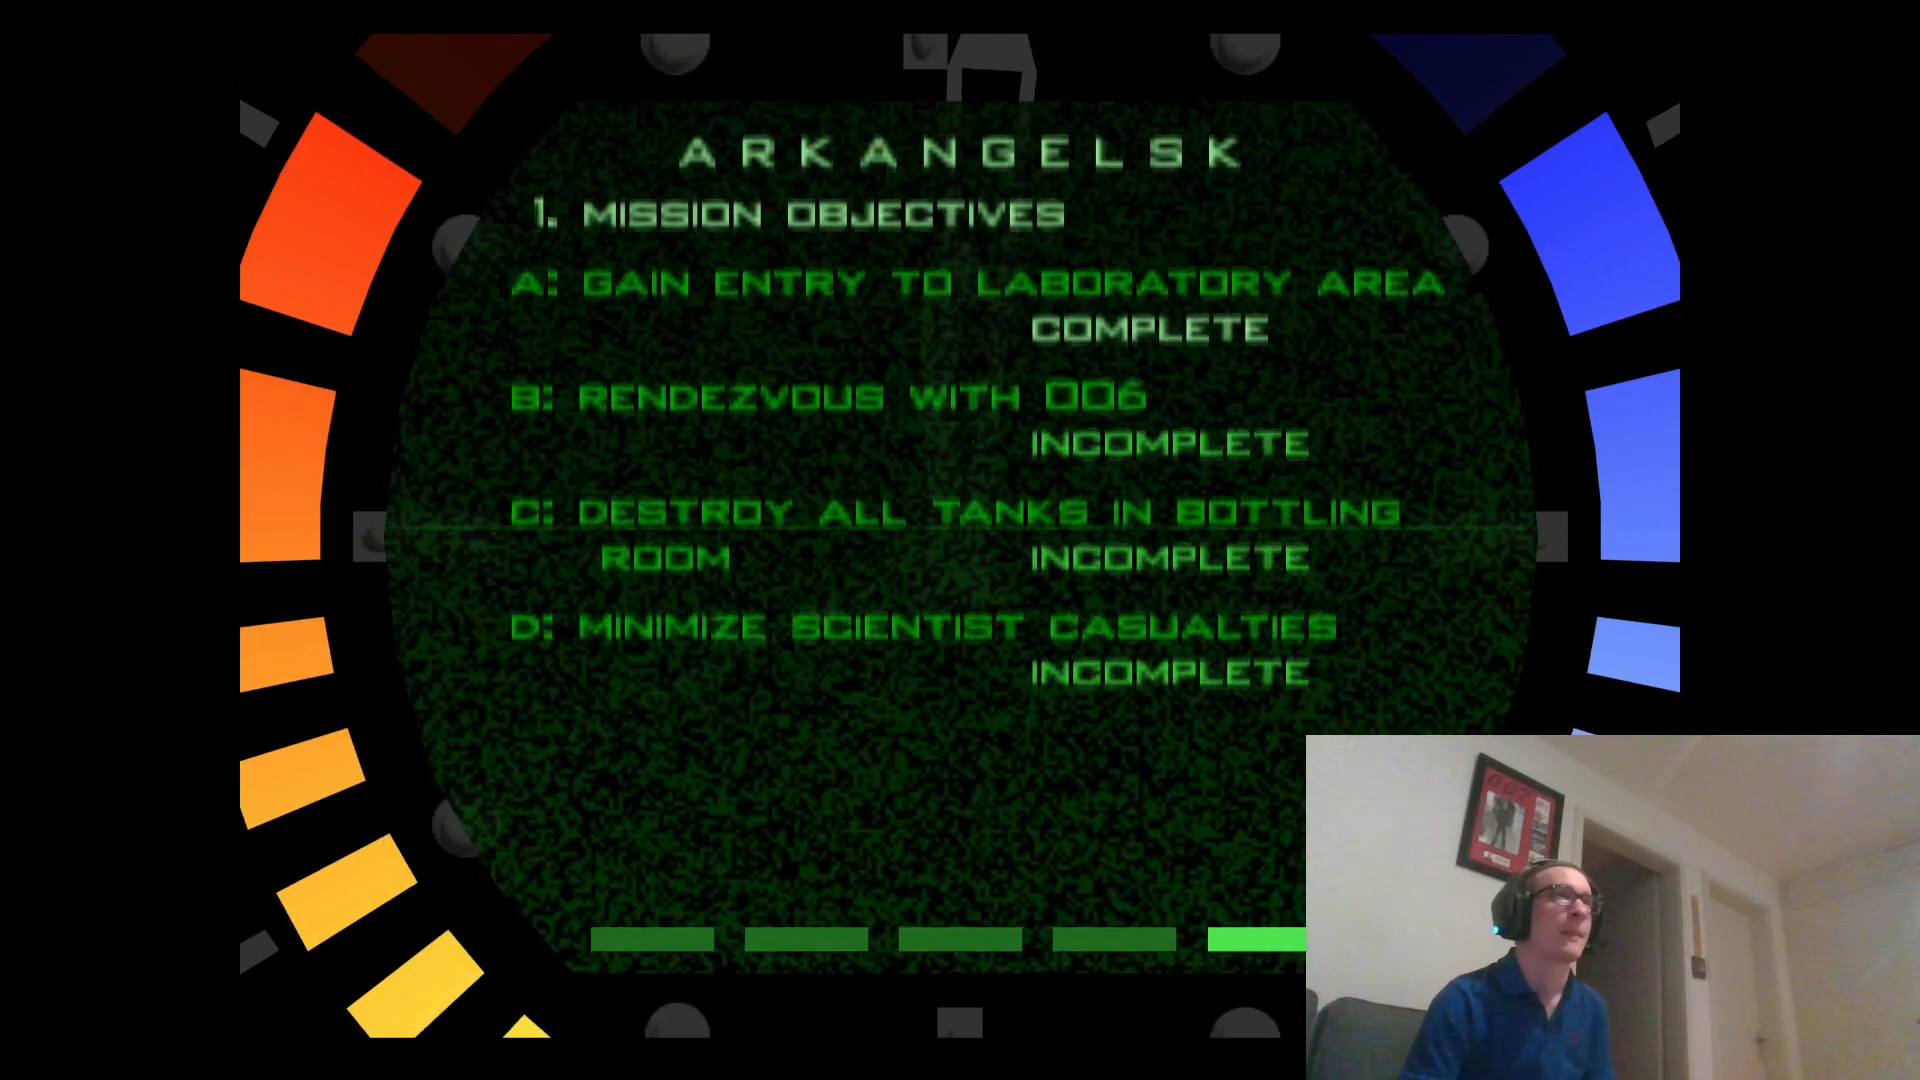 ARKANGELSK
1. MISSION OBJECTIVES
A: GAIN ENTRY TO LABORATORY AREA
COMPLETE
B: RENDEZVOUS WITH 006
INCOMPLETE
C: DESTROY ALL TANKS IN BOTTLING
ROOM INCOMPLETE
D: MINIMIZE SCIENTIST CASUALTIES
INCOMPLETE
007